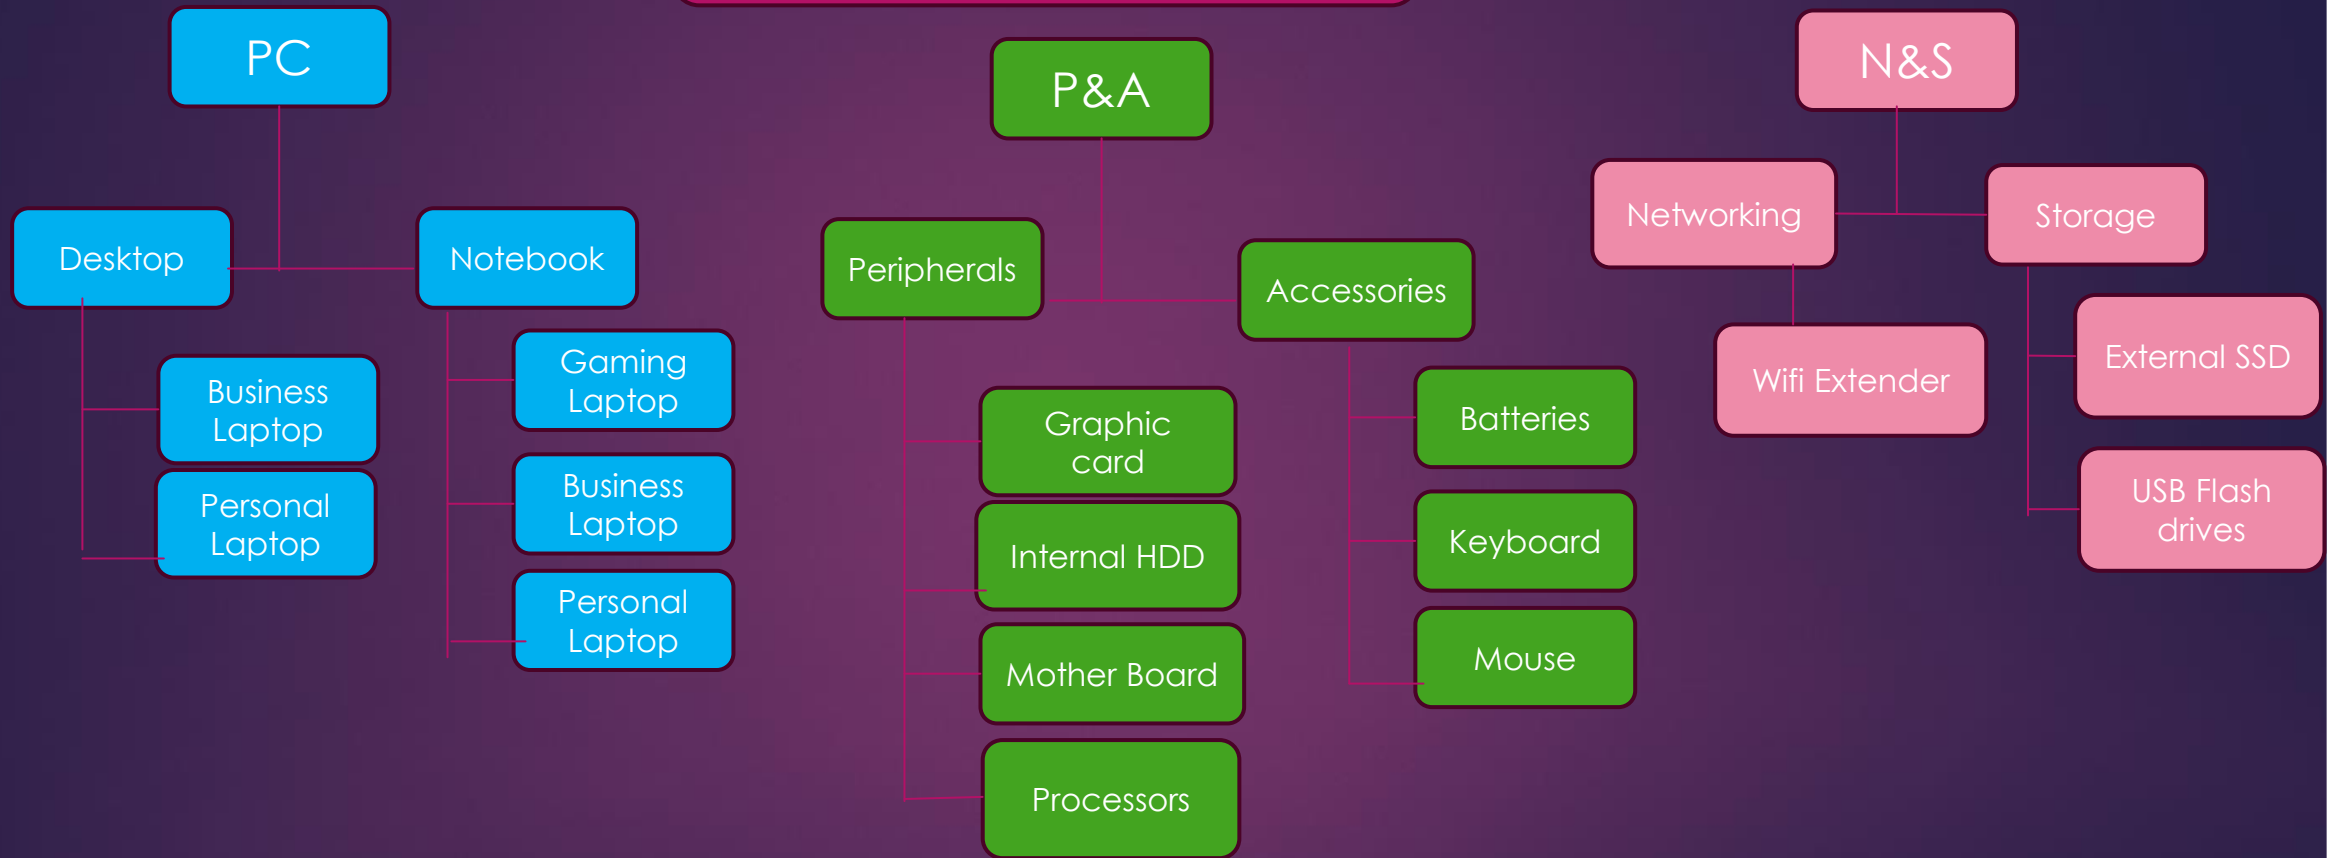 PC
Desktop
Business
Laptop
Personal
Laptop
Notebook
Gaming
Laptop
Business
Laptop
Personal
Laptop
P&A
Peripherals
Graphic
card
Internal HDD
Mother Board
Processors
Accessories
Batteries
Keyboard
Mouse
N&S
Networking
Wifi Extender
Storage
External SSD
USB Flash
drives